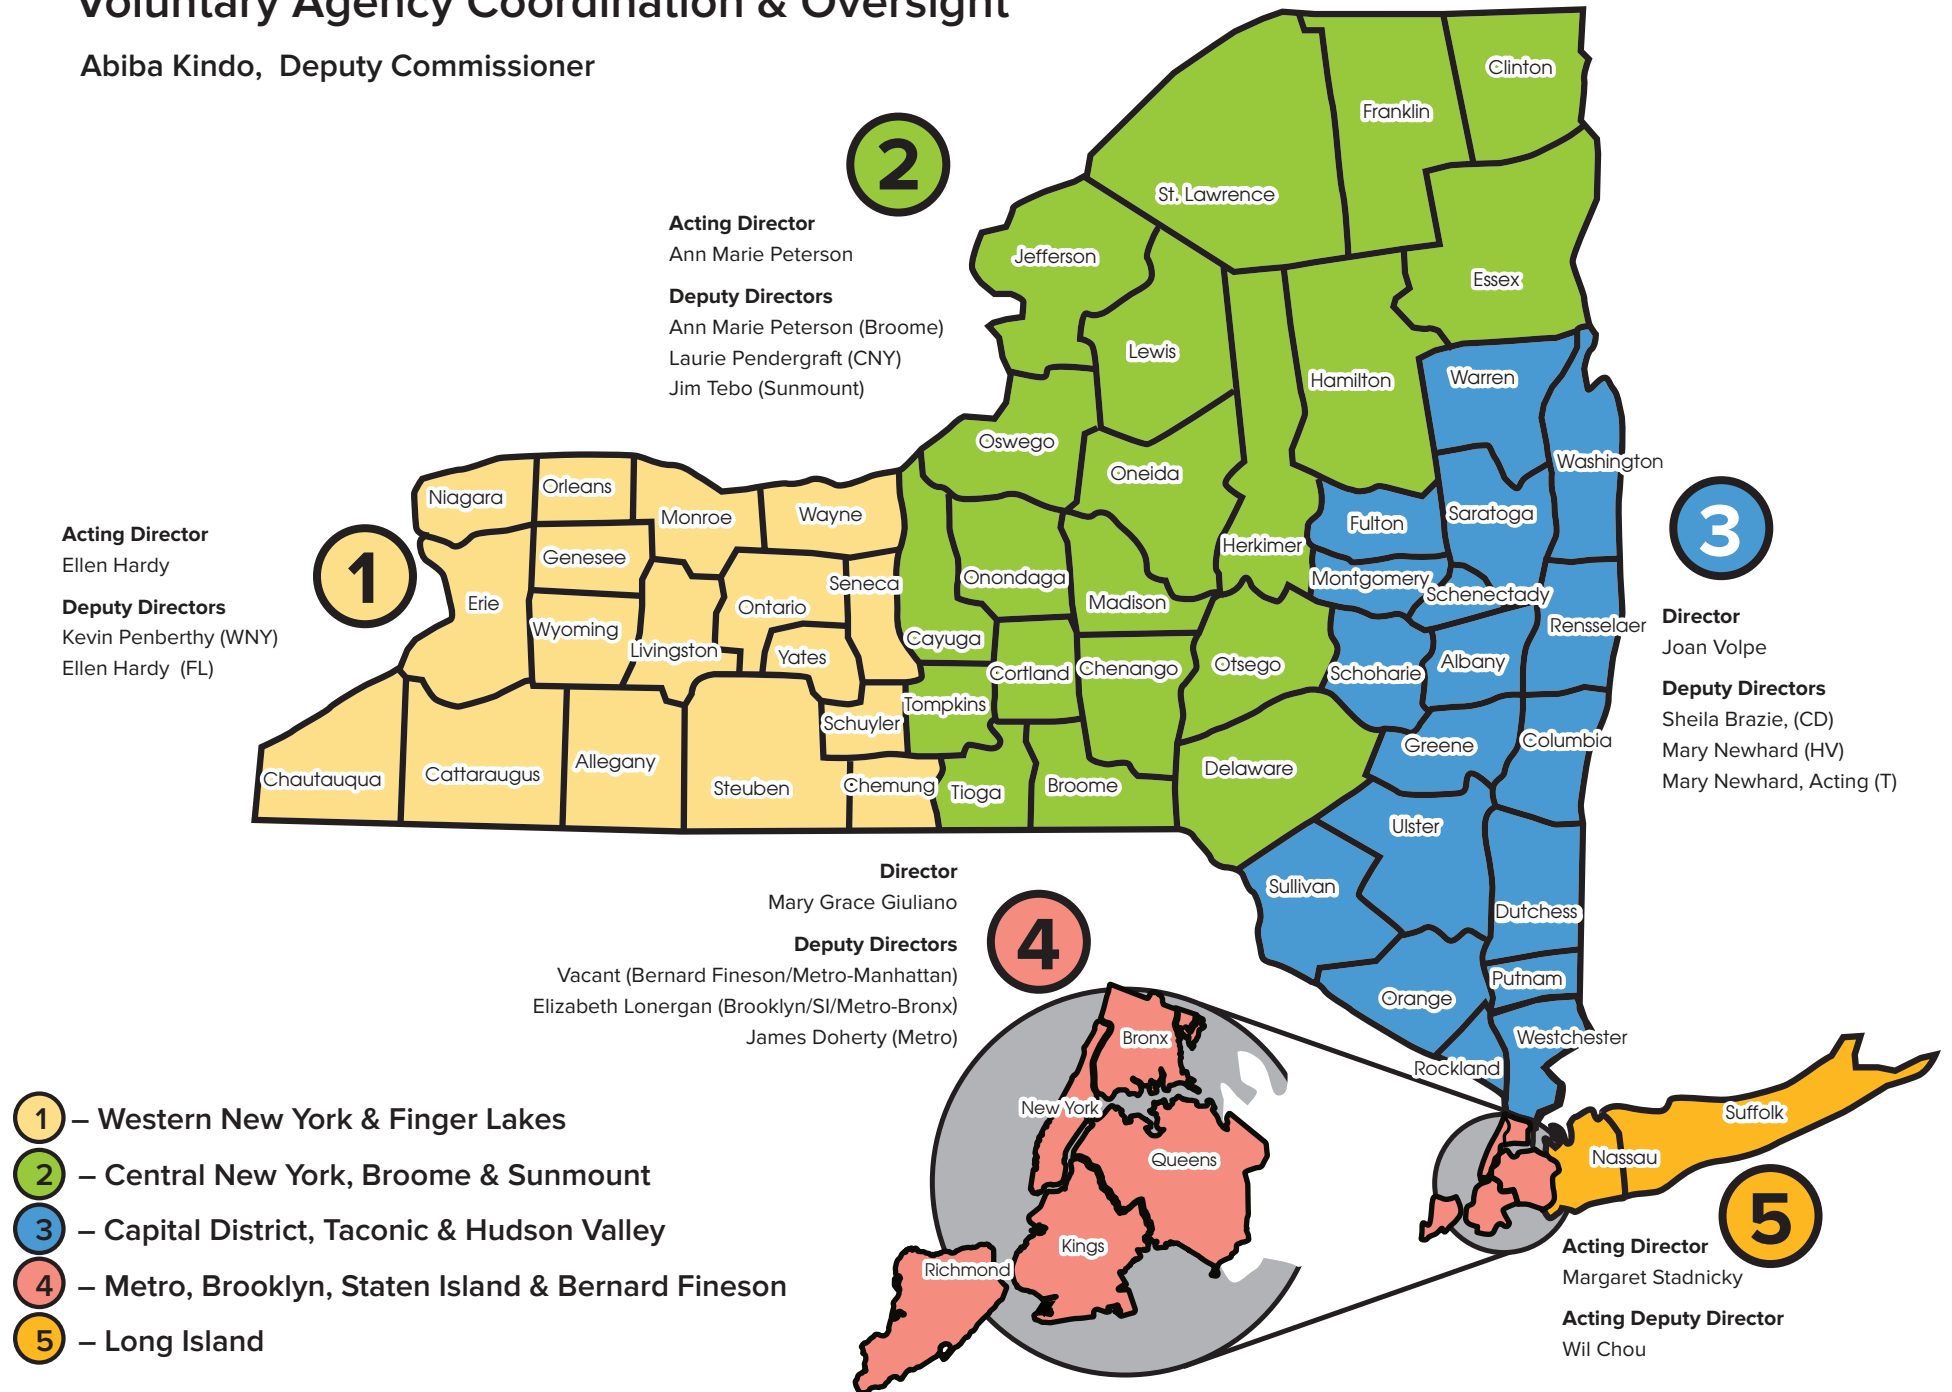 Voluntary Agency Coordination & Oversight
Abiba Kindo, Deputy Commissioner
2
Acting Director
Ann Marie Peterson
Deputy Directors
Ann Marie Peterson (Broome)
Laurie Pendergraft (CNY)
Jim Tebo (Sunmount)
Acting Director
Ellen Hardy
Deputy Directors
Kevin Penberthy (WNY)
Ellen Hardy (FL)
1
3
Director
Joan Volpe
Deputy Directors
Sheila Brazie, (CD)
Mary Newhard (HV)
Mary Newhard, Acting (T)
Clinton
Franklin
St. Lawrence
Jefferson
Essex
Lewis
Hamilton
Warren
Oswego
Oneida
Washington
Niagara
Orleans
Monroe
Wayne
Fulton
Saratoga
Herkimer
Genesee
Seneca
Onondaga
Montgomery
Schenectady
Erie
Ontario
Madison
Wyoming
Livingston
Yates
Cayuga
Rensselaer
Cortland
Chenango
Otsego
Schoharie
Albany
Tompkins
Schuyler
Greene
Columbia
Chautauqua
Cattaraugus
Allegany
Steuben
Chemung
Tioga
Broome
Delaware
Ulster
Sullivan
Dutchess
Putnam
Orange
Westchester
Rockland
Director
Mary Grace Giuliano
Deputy Directors
Vacant (Bernard Fineson/Metro-Manhattan)
Elizabeth Lonergan (Brooklyn/SI/Metro-Bronx)
James Doherty (Metro)
4
Bronx
New York
Queens
Kings
Richmond
Suffolk
Nassau
5
Acting Director
Margaret Stadnicky
Acting Deputy Director
Wil Chou
1 – Western New York & Finger Lakes
2 – Central New York, Broome & Sunmount
3 – Capital District, Taconic & Hudson Valley
4 – Metro, Brooklyn, Staten Island & Bernard Fineson
5 – Long Island